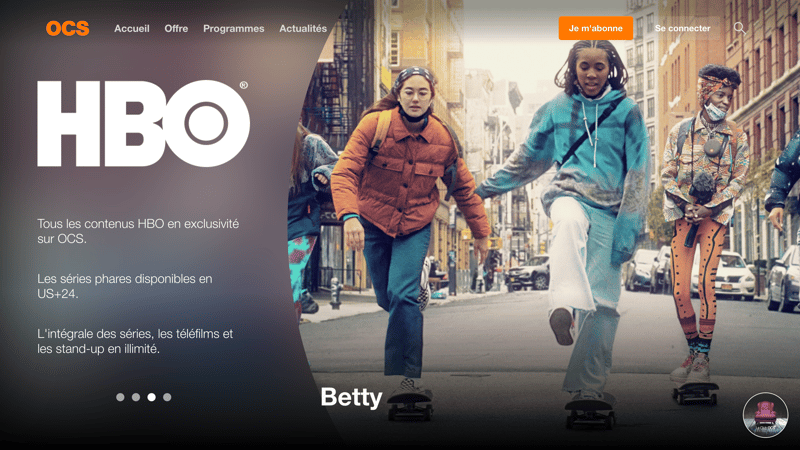 OCS Accueil Offre Programmes Actualités Je m'abonne Se connecter
HBO®
Tous les contenus HBO en exclusivité
sur OCS.
Les séries phares disponibles en
US+24.
L'intégrale des séries, les téléfilms et
les stand-up en illimité.
Betty